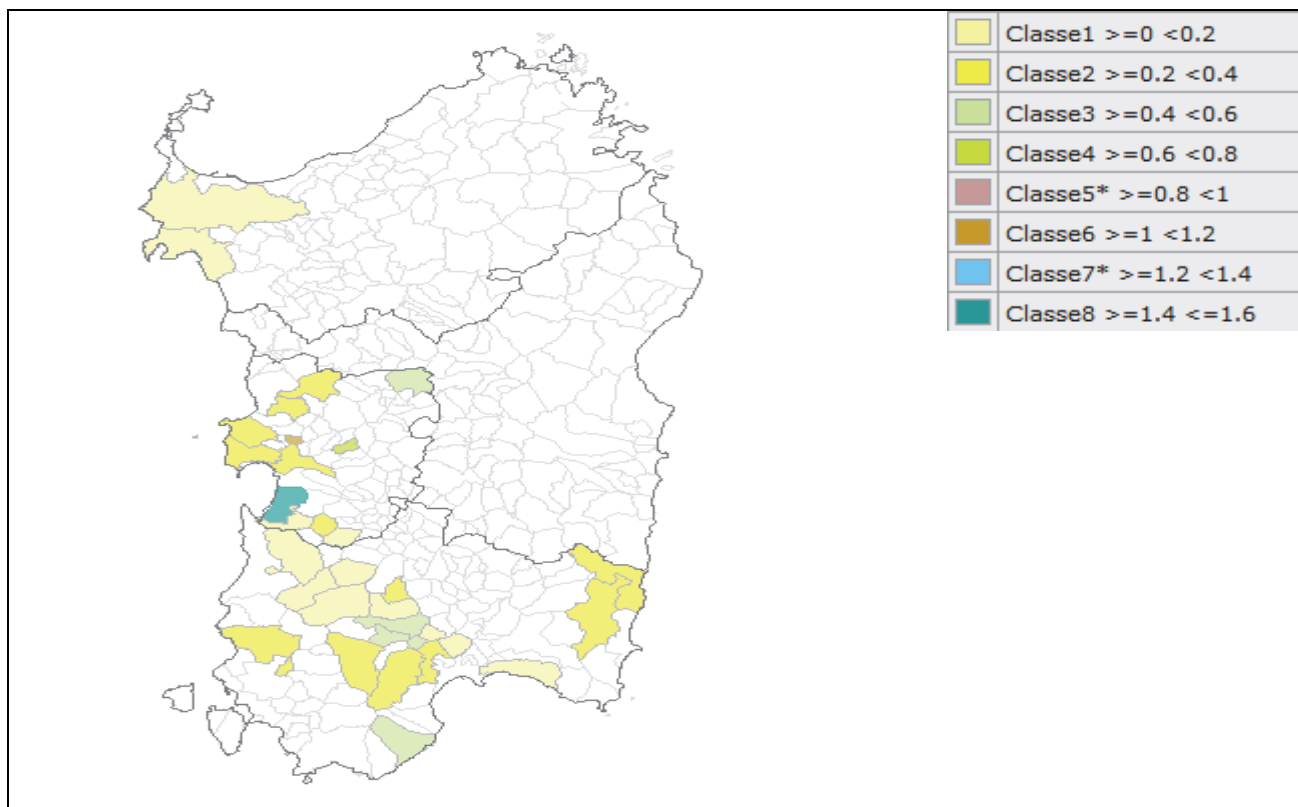 Classe1 >=0 <0.2
Classe2 >=0.2 <0.4
Classe3 >=0.4 <0.6
Classe4 >=0.6 <0.8
Classe5* >=0.8 <1
Classe6 >=1 <1.2
Classe7* >=1.2 <1.4
Classe8 >=1.4 <=1.6